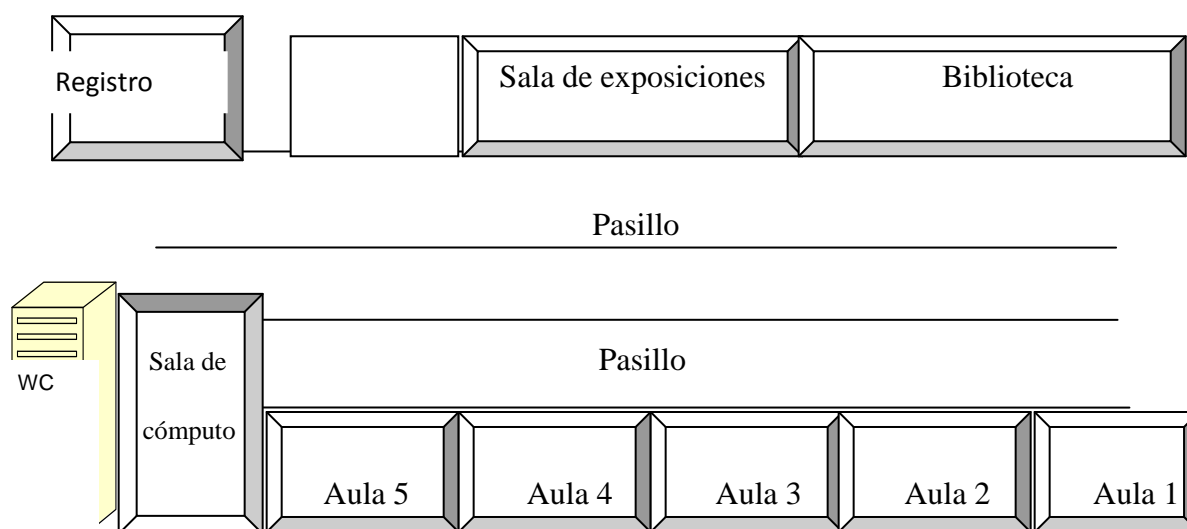 Registro
Sala de exposiciones
Biblioteca
Pasillo
Pasillo
WC
Sala de
cómputo
Aula 5
Aula 4
Aula 3
Aula 2
Aula 1